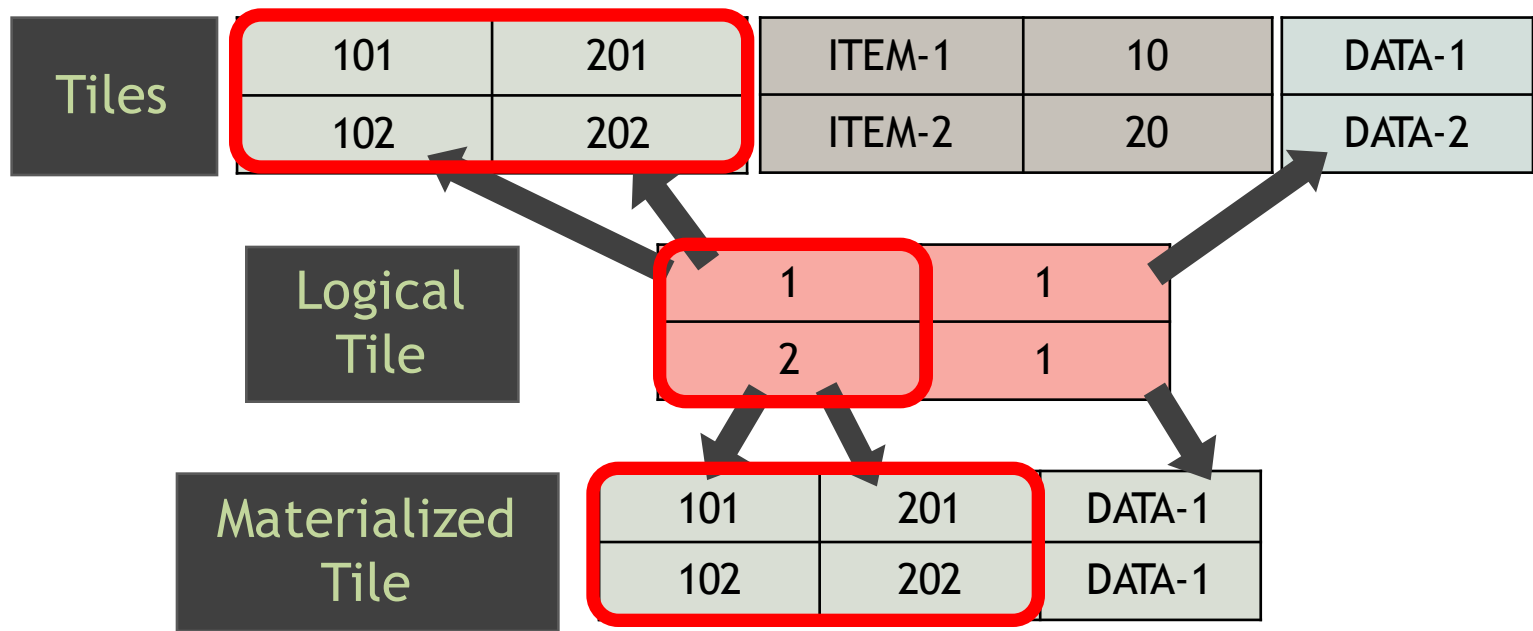 Tiles
101 201 ITEM-1 10 DATA-1
102 202 ITEM-2 20 DATA-2
Logical
Tile
1 1
2 1
Materialized
Tile
101 201 DATA-1
102 202 DATA-1